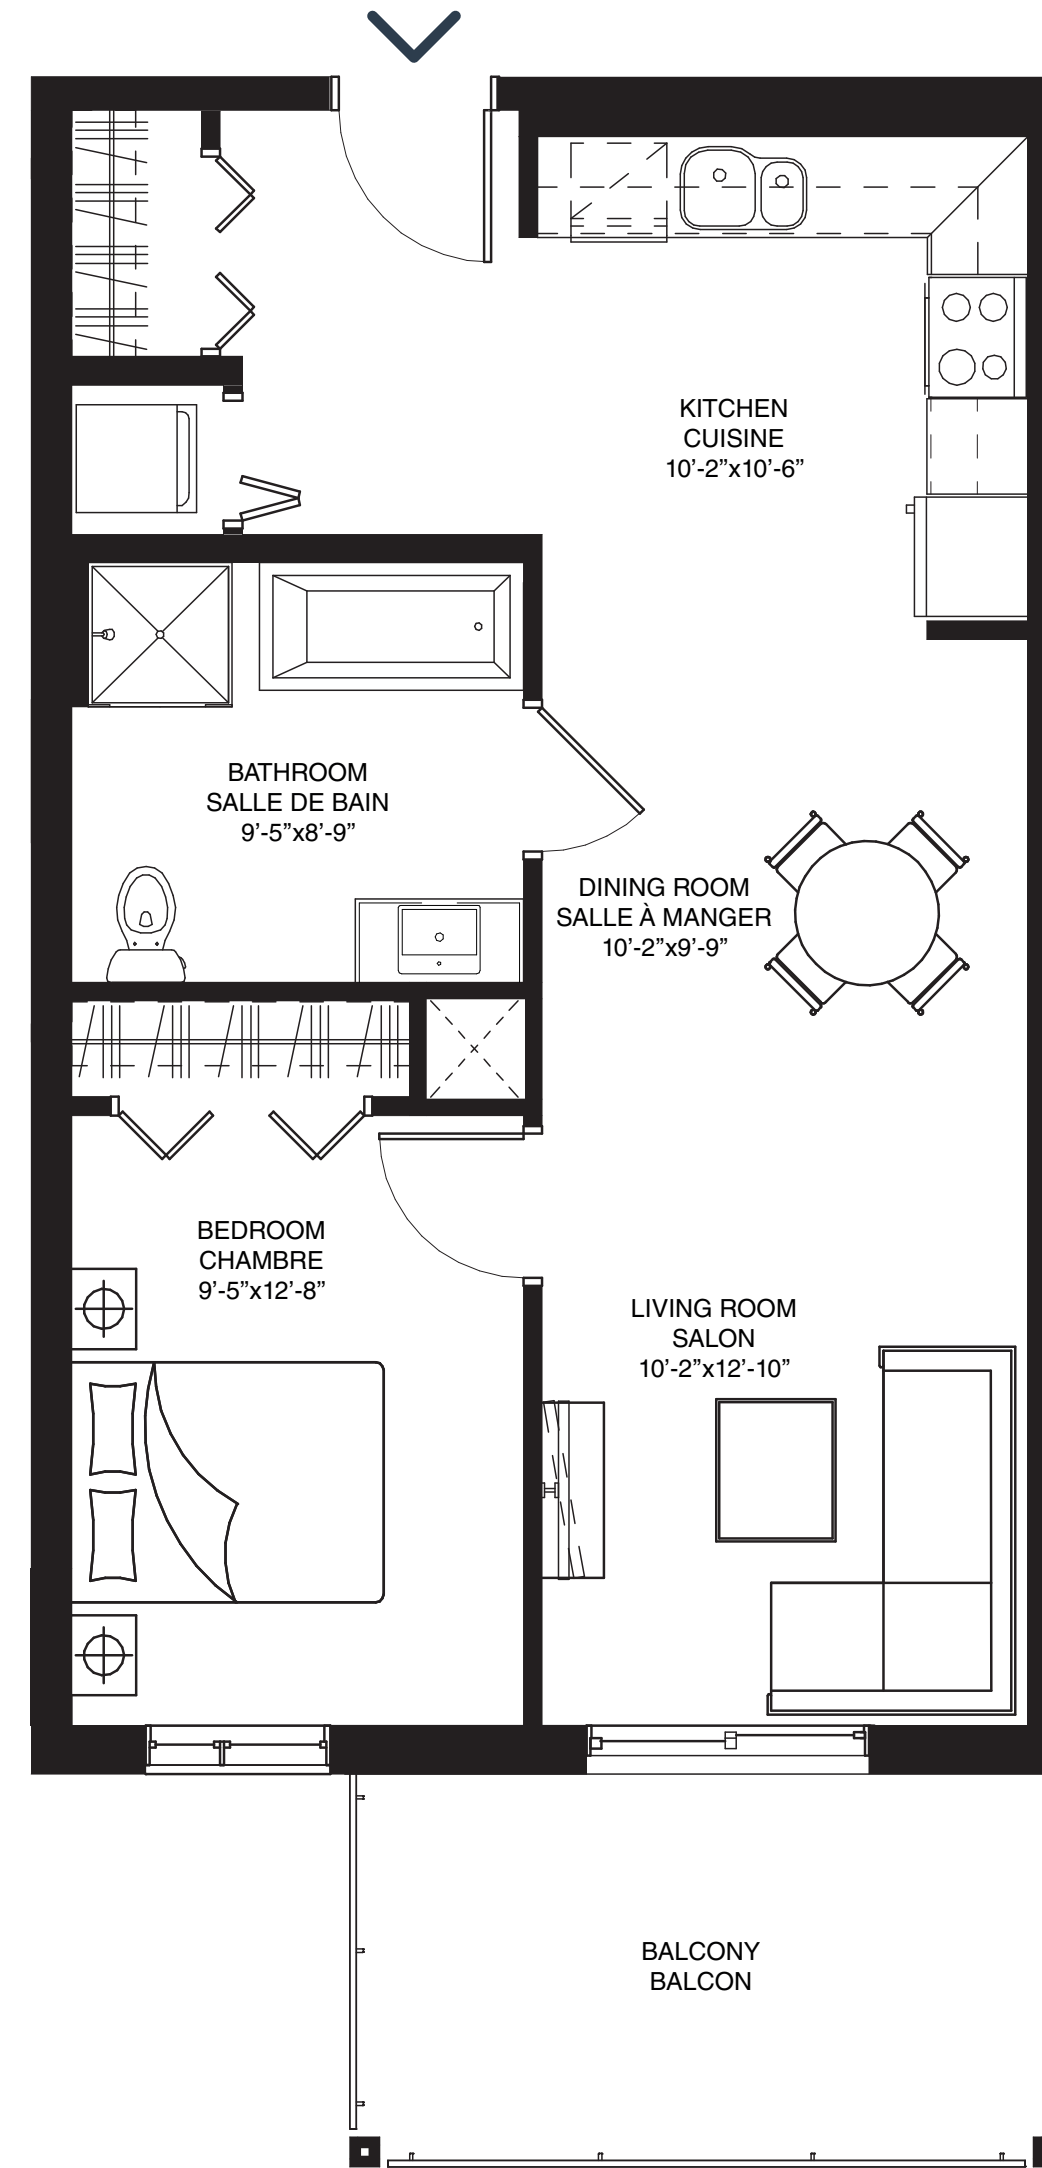 KITCHEN
CUISINE
10’-2”x10’-6”
BATHROOM
SALLE DE BAIN
9’-5”x8’-9”
DINING ROOM
SALLE À MANGER
10’-2”x9’-9”
BEDROOM
CHAMBRE
9’-5”x12’-8”
LIVING ROOM
SALON
10’-2”x12’-10”
BALCONY
BALCON